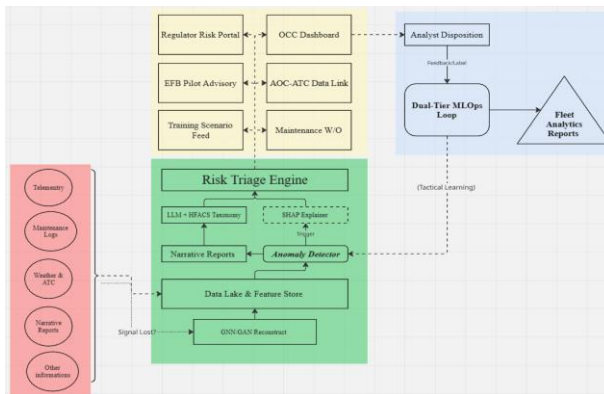 Regulator Risk Portal
OCC Dashboard
Analyst Disposition
Feedback/Label
EFB Pilot Advisory
AOC-ATC Data Link
Dual-Tier MLOps
Loop
Fleet
Analytics
Reports
Training Scenario
Feed
Maintenance W/O
Risk Triage Engine
(Tactical Learning)
Telemetry
LLM + HFACS Taxonomy
SHAP Explainer
Maintenance
Logs
Trigger
Narrative Reports
Anomaly Detector
Weather &
ATC
Data Lake & Feature Store
Narrative
Reports
Signal Lost?
GNN/GAN Reconstruct
Other
informations